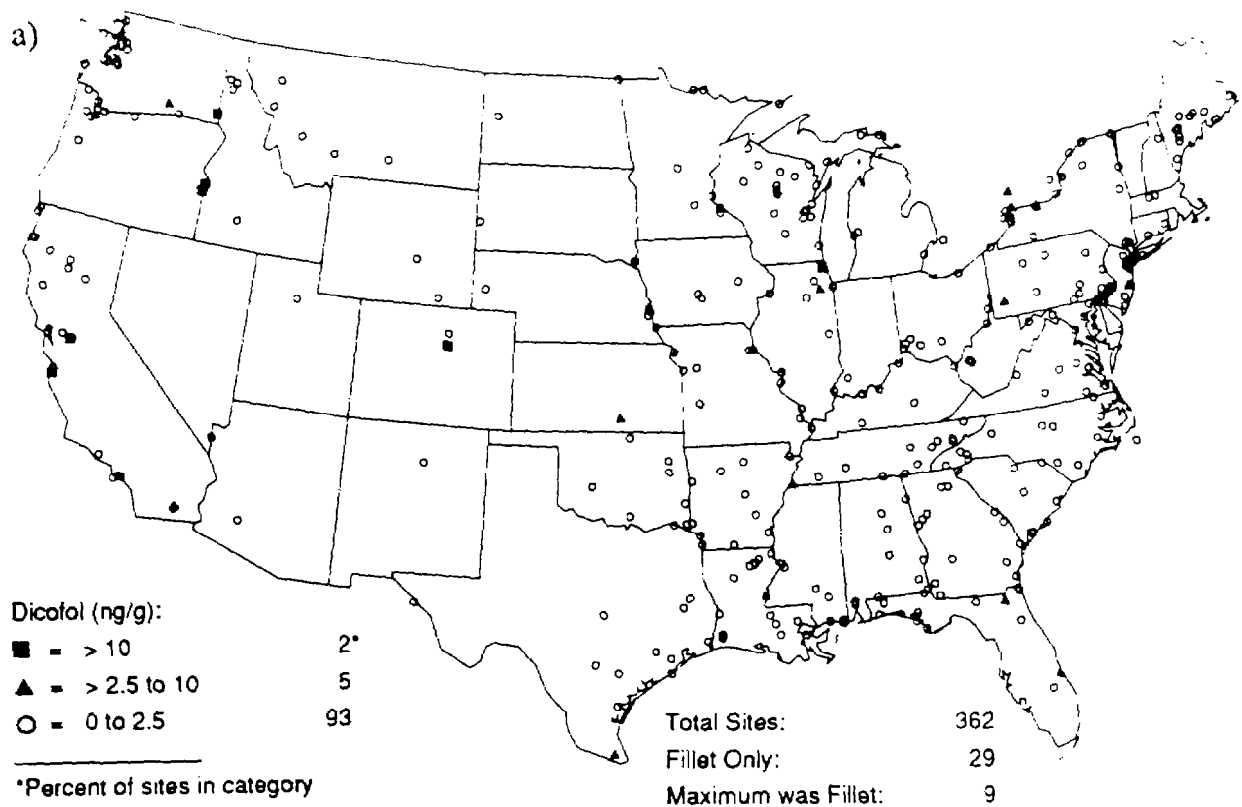 a)
Dicofol (ng/g):
■ = > 10 2*
▲ = > 2.5 to 10 5
○ = 0 to 2.5 93
*Percent of sites in category
Total Sites: 362
Fillet Only: 29
Maximum was Fillet: 9